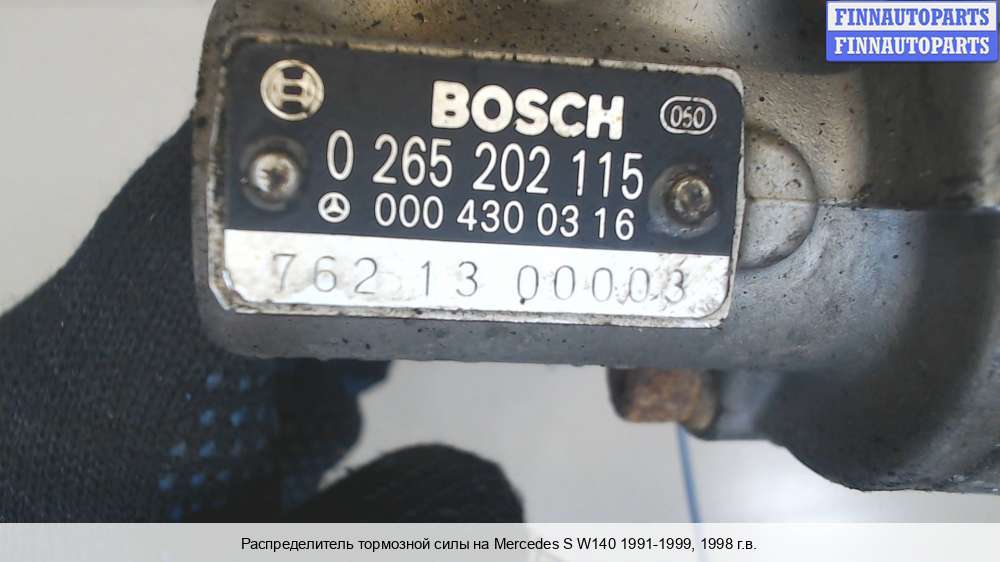 FINNAUTOPARTS
FINNAUTOPARTS
BOSCH 060
0 265 202 115
000 430 03 16
762 13 00003
Распределитель тормозной силы на Mercedes S W140 1991-1999, 1998 г.в.